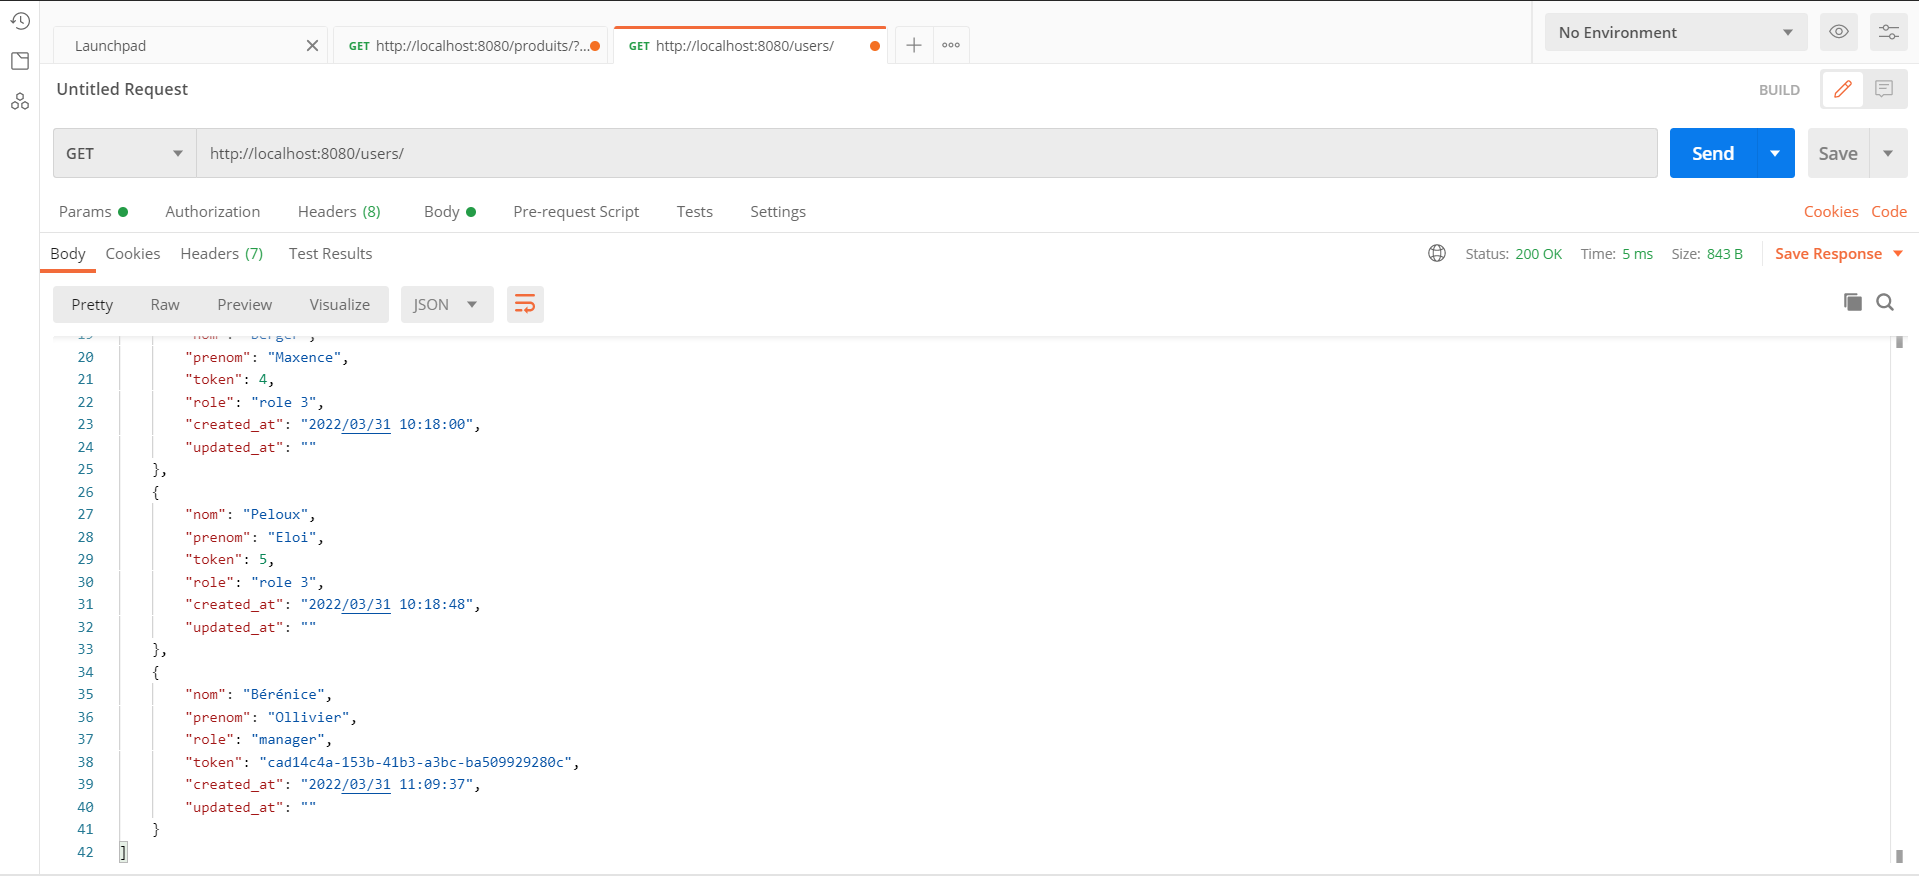 Launchpad
GET http://localhost:8080/produits/?...
GET http://localhost:8080/users/
No Environment
Untitled Request
BUILD
GET
http://localhost:8080/users/
Send
Save
Params
Authorization
Headers (8)
Body
Pre-request Script
Tests
Settings
Cookies
Code
Body
Cookies
Headers (7)
Test Results
Status: 200 OK
Time: 5 ms
Size: 843 B
Save Response
Pretty
Raw
Preview
Visualize
JSON
19 "nom": "Berger",
20 "prenom": "Maxence",
21 "token": 4,
22 "role": "role 3",
23 "created_at": "2022/03/31 10:18:00",
24 "updated_at": ""
25 },
26 {
27 "nom": "Peloux",
28 "prenom": "Eloi",
29 "token": 5,
30 "role": "role 3",
31 "created_at": "2022/03/31 10:18:48",
32 "updated_at": ""
33 },
34 {
35 "nom": "Bérénice",
36 "prenom": "Ollivier",
37 "role": "manager",
38 "token": "cad14c4a-153b-41b3-a3bc-ba509929280c",
39 "created_at": "2022/03/31 11:09:37",
40 "updated_at": ""
41 }
42 ]